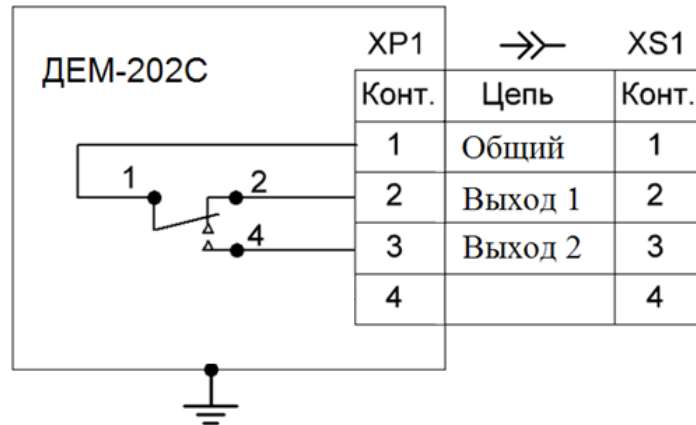 ДЕМ-202С
XP1 XS1
Конт. Цепь Конт.
1 Общий 1
2 Выход 1 2
3 Выход 2 3
4 4
1 2
4